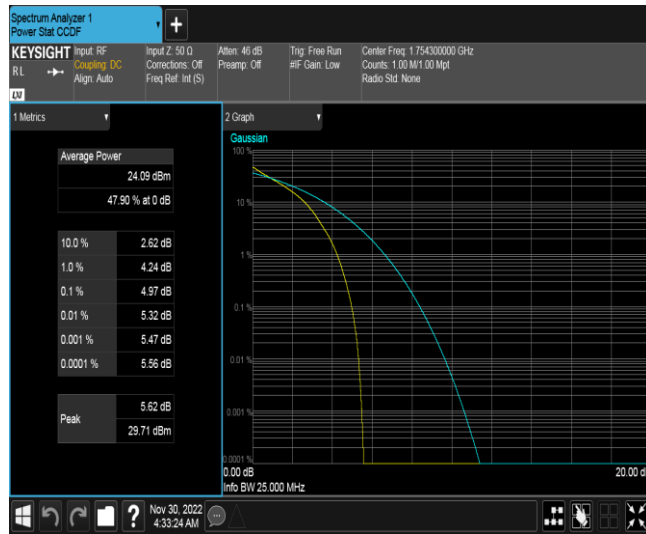 Spectrum Analyzer 1
Power Stat CCDF
+
KEYSIGHT
RL
LXI
Input: RF
Coupling: DC
Align: Auto
Input Z: 50 Ω
Corrections: Off
Freq Ref: Int (S)
Atten: 46 dB
Preamp: Off
Trig: Free Run
#IF Gain: Low
Center Freq: 1.754300000 GHz
Counts: 1.00 M/1.00 Mpt
Radio Std: None
1 Metrics
Average Power
24.09 dBm
47.90 % at 0 dB
10.0 % 2.62 dB
1.0 % 4.24 dB
0.1 % 4.97 dB
0.01 % 5.32 dB
0.001 % 5.47 dB
0.0001 % 5.56 dB
Peak
5.62 dB
29.71 dBm
2 Graph
Gaussian
100 %
10 %
1 %
0.1 %
0.01 %
0.001 %
0.0001 %
0.00 dB 20.00 d
Info BW 25.000 MHz
?
Nov 30, 2022
4:33:24 AM